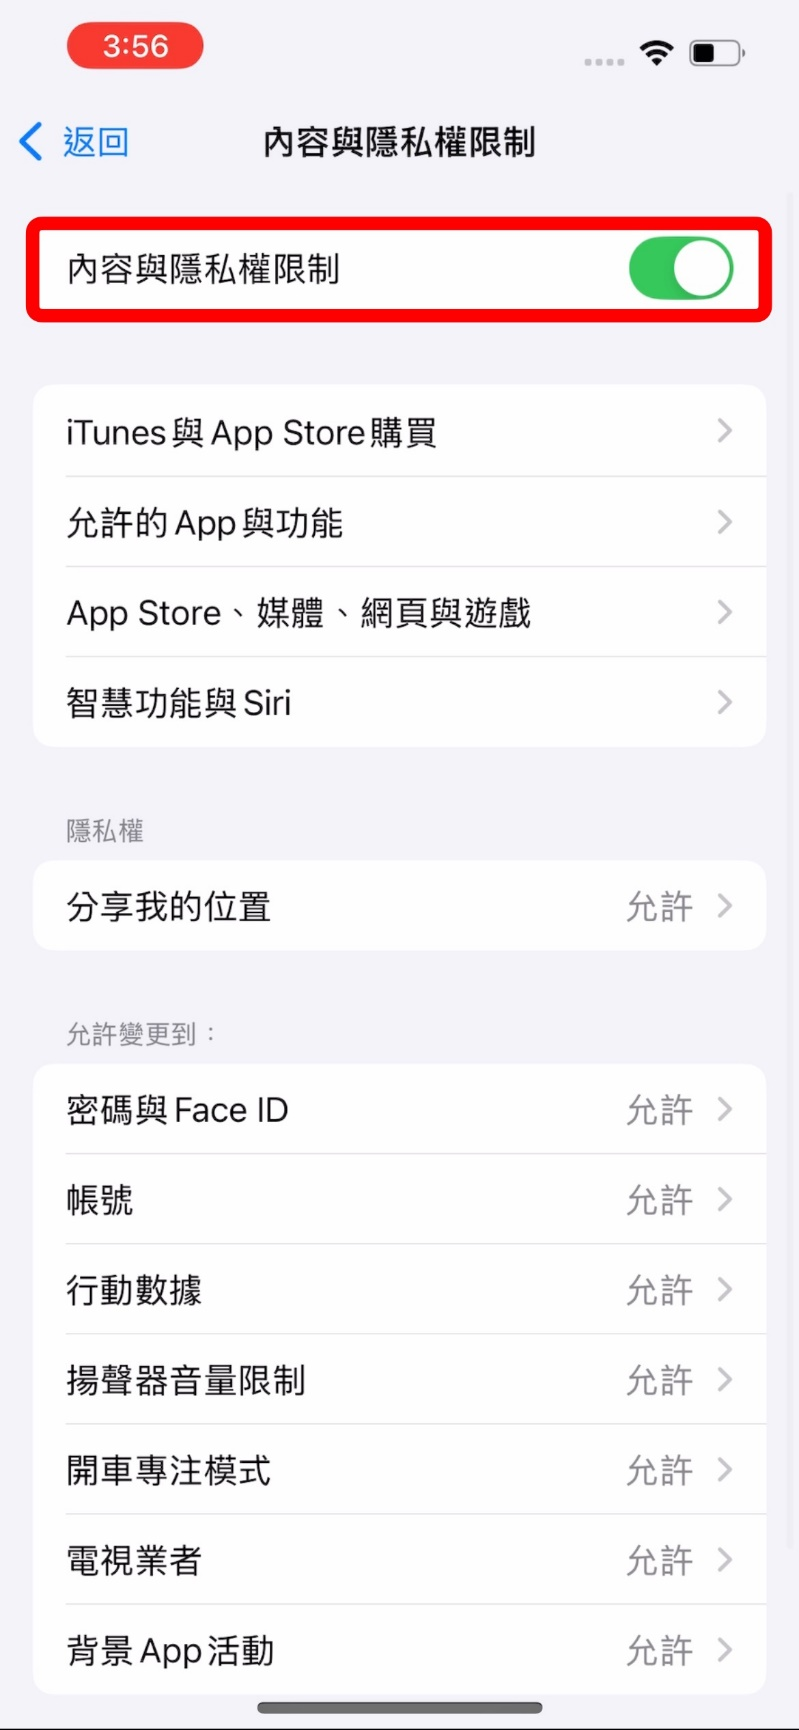 3:56
返回
內容與隱私權限制
內容與隱私權限制
iTunes與App Store購買
允許的App與功能
App Store、媒體、網頁與遊戲
智慧功能與Siri
隱私權
分享我的位置 允許
允許變更到：
密碼與Face ID 允許
帳號 允許
行動數據 允許
揚聲器音量限制 允許
開車專注模式 允許
電視業者 允許
背景App活動 允許